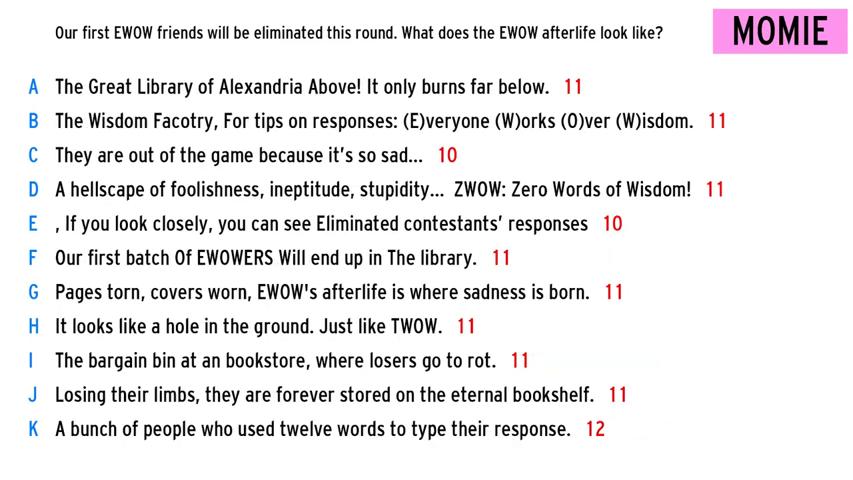 Our first EWOW friends will be eliminated this round. What does the EWOW afterlife look like?
MOMIE
A The Great Library of Alexandria Above! It only burns far below. 11
B The Wisdom Facotry, For tips on responses: (E)veryone (W)orks (O)ver (W)isdom. 11
C They are out of the game because it's so sad... 10
D A hellscape of foolishness, ineptitude, stupidity... ZWOW: Zero Words of Wisdom! 11
E , If you look closely, you can see Eliminated contestants' responses 10
F Our first batch Of EWOWERS Will end up in The library. 11
G Pages torn, covers worn, EWOW's afterlife is where sadness is born. 11
H It looks like a hole in the ground. Just like TWOW. 11
I The bargain bin at an bookstore, where losers go to rot. 11
J Losing their limbs, they are forever stored on the eternal bookshelf. 11
K A bunch of people who used twelve words to type their response. 12